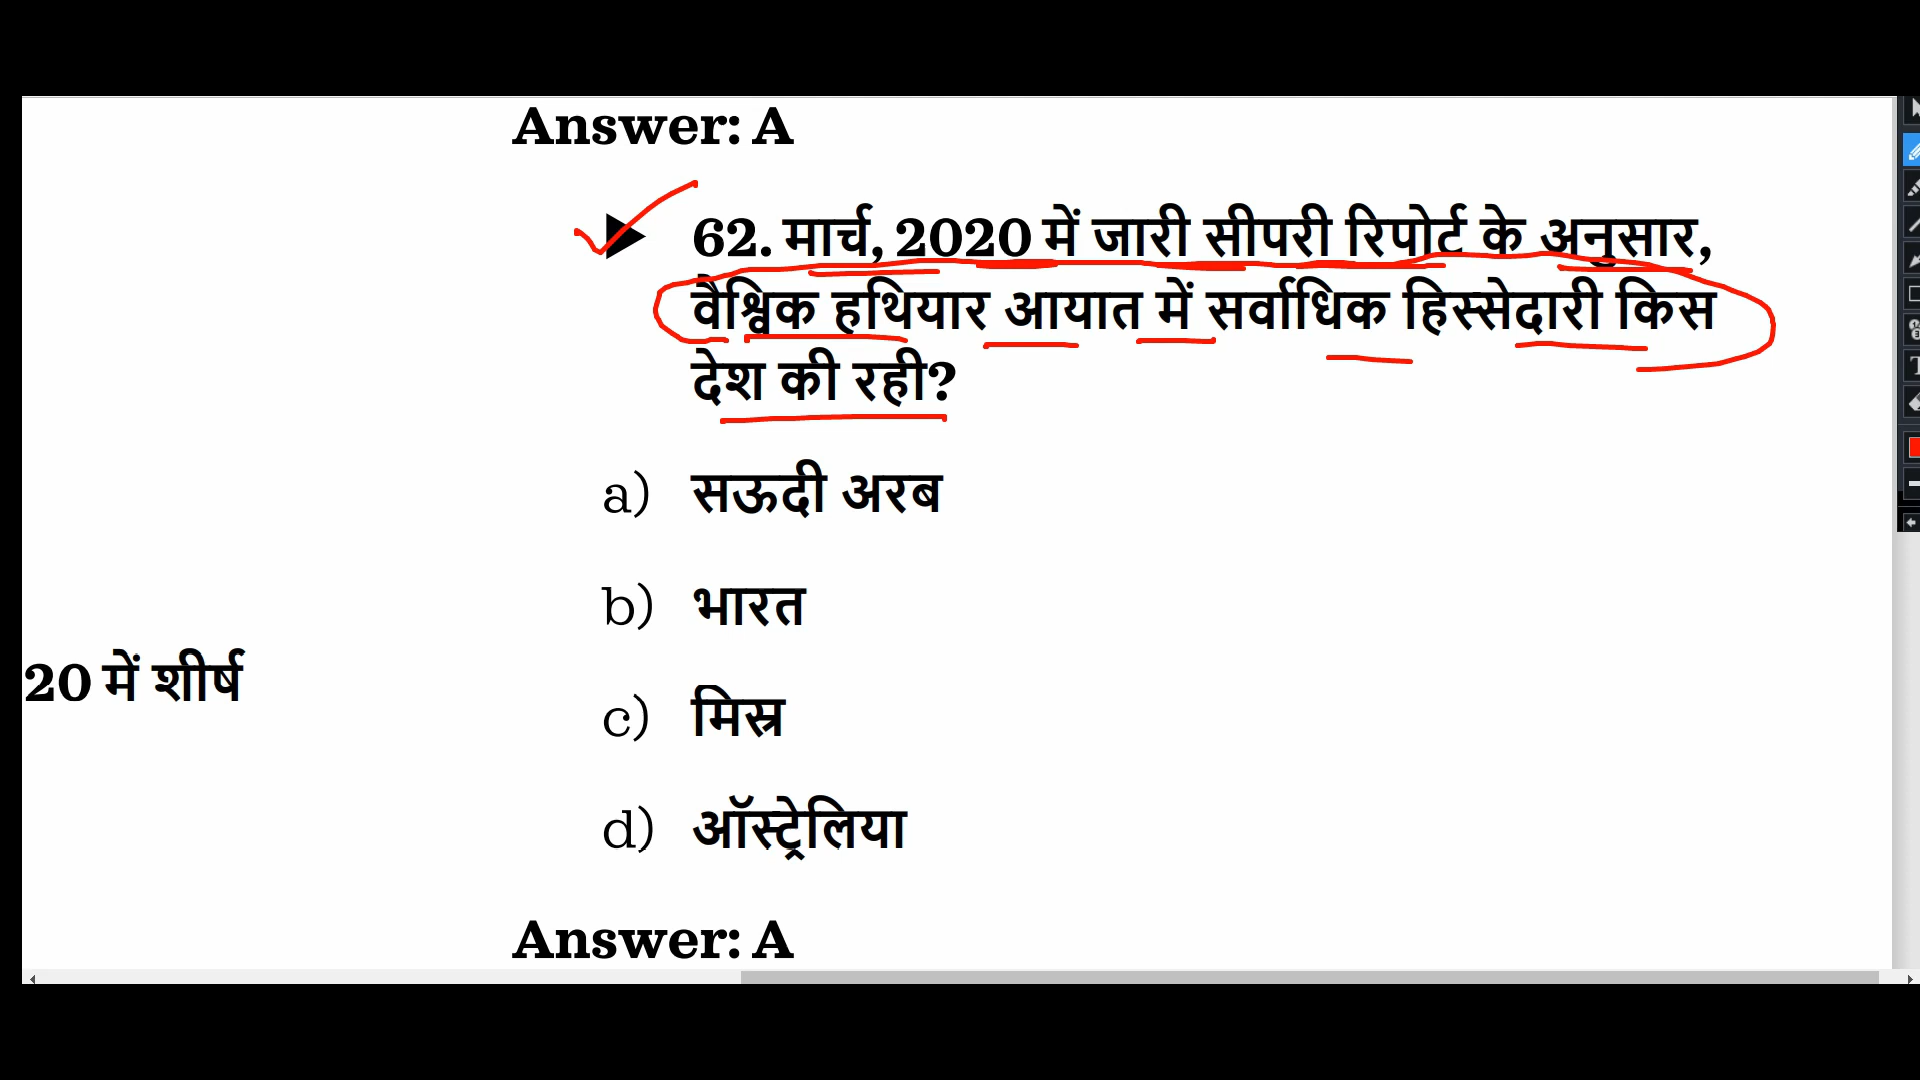 Answer: A
62. मार्च, 2020 में जारी सीपरी रिपोर्ट के अनुसार,
वैश्विक हथियार आयात में सर्वाधिक हिस्सेदारी किस
देश की रही?
a) सऊदी अरब
b) भारत
20 में शीर्ष
c) मिस्र
d) ऑस्ट्रेलिया
Answer: A